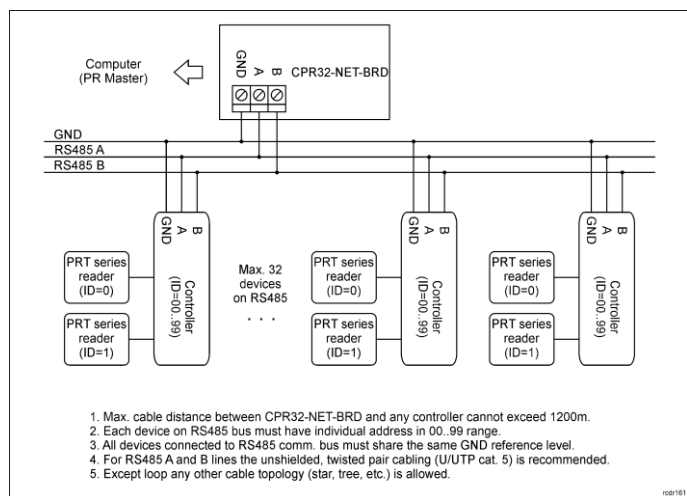 Computer
(PR Master)
GND
A
B
CPR32-NET-BRD
GND
RS485 A
RS485 B
GND
A
B
GND
A
B
GND
A
B
PRT series
reader
(ID=0)
PRT series
reader
(ID=1)
Controller
(ID=00..99)
Max. 32
devices
on RS485
. . .
PRT series
reader
(ID=0)
PRT series
reader
(ID=1)
Controller
(ID=00..99)
PRT series
reader
(ID=0)
PRT series
reader
(ID=1)
Controller
(ID=00..99)
1. Max. cable distance between CPR32-NET-BRD and any controller cannot exceed 1200m.
2. Each device on RS485 bus must have individual address in 00..99 range.
3. All devices connected to RS485 comm. bus must share the same GND reference level.
4. For RS485 A and B lines the unshielded, twisted pair cabling (U/UTP cat. 5) is recommended.
5. Except loop any other cable topology (star, tree, etc.) is allowed.
rcdr161